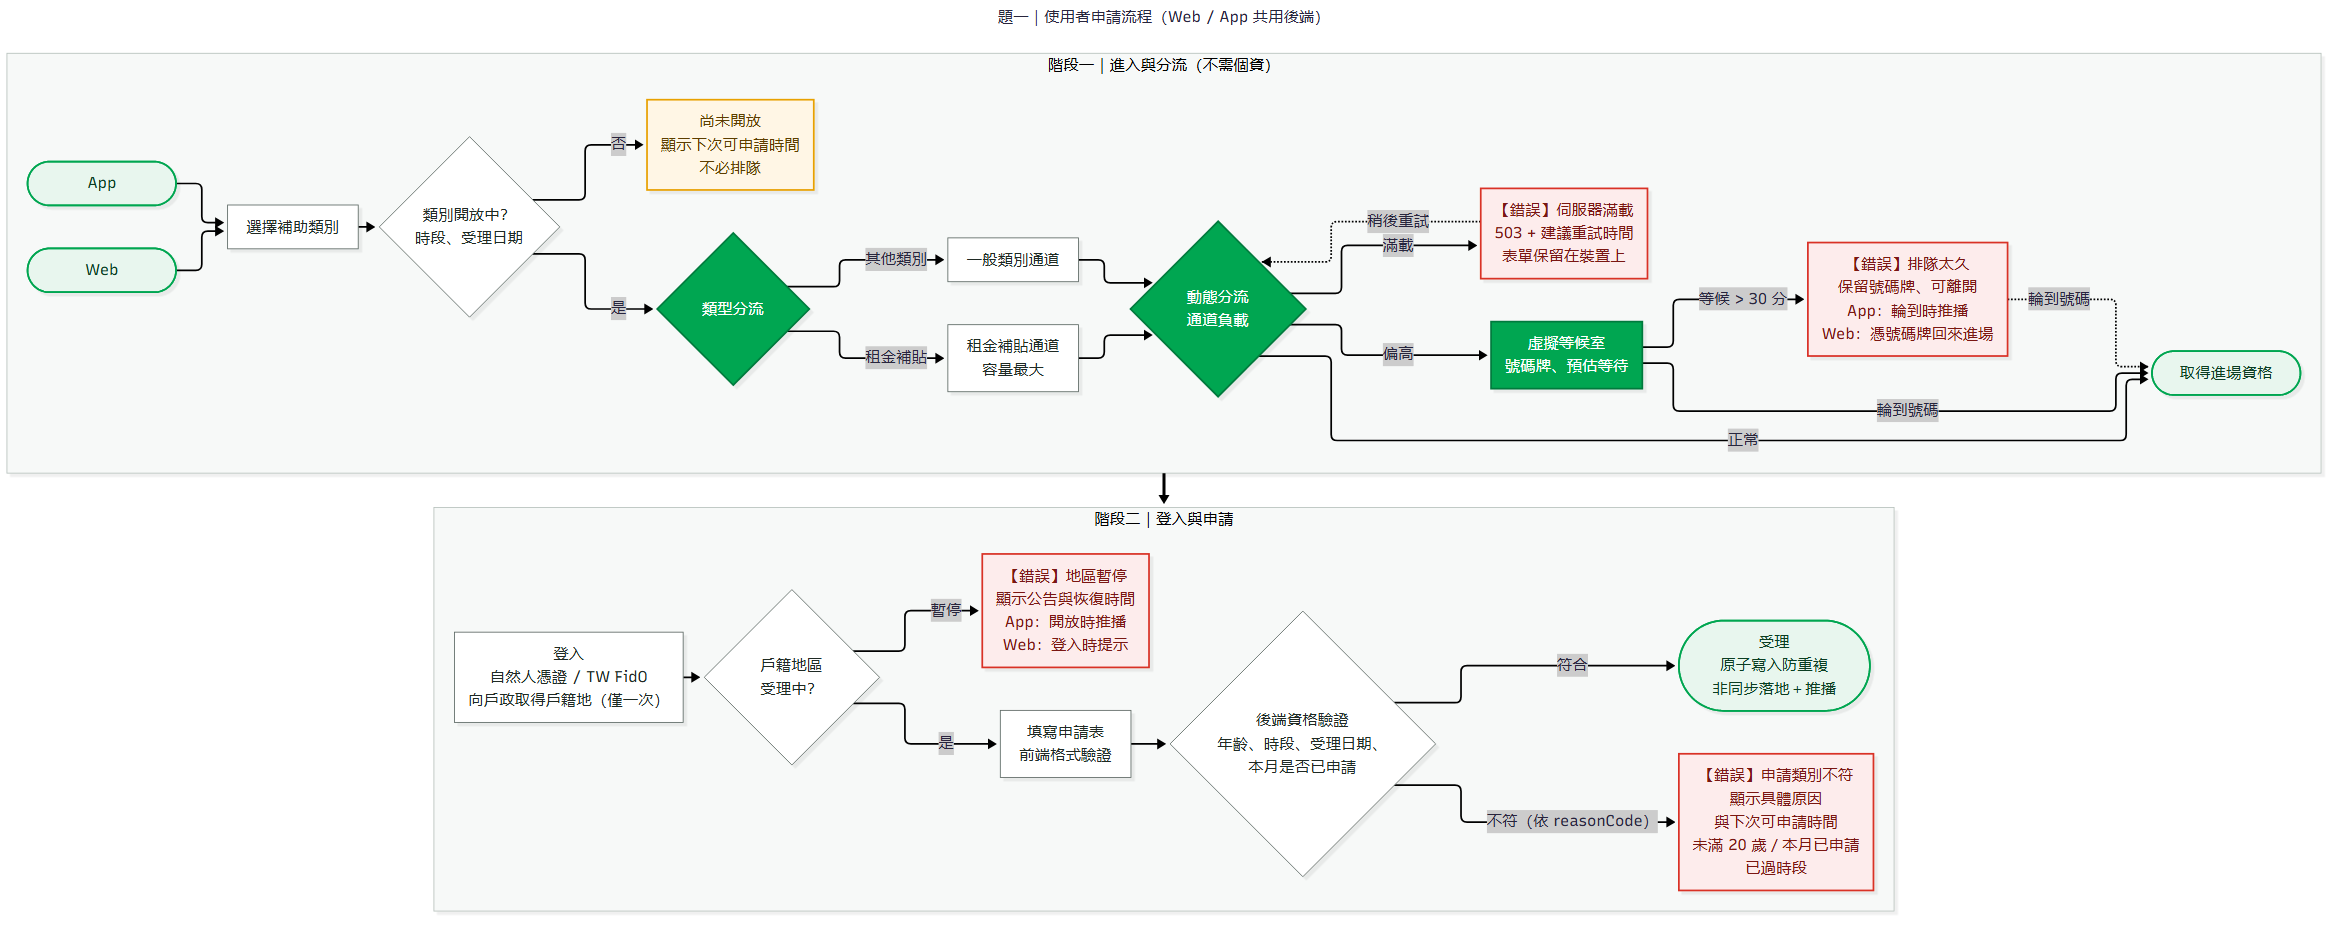 題一｜使用者申請流程（Web / App 共用後端）
階段一｜進入與分流（不需個資）
App
Web
選擇補助類別
類別開放中？
時段、受理日期
否
尚未開放
顯示下次可申請時間
不必排隊
是
類型分流
其他類別
一般類別通道
租金補貼
租金補貼通道
容量最大
動態分流
通道負載
稍後重試
滿載
【錯誤】伺服器滿載
503 + 建議重試時間
表單保留在裝置上
偏高
虛擬等候室
號碼牌、預估等待
等候 > 30 分
【錯誤】排隊太久
保留號碼牌、可離開
App：輪到時推播
Web：憑號碼牌回來進場
輪到號碼
輪到號碼
正常
取得進場資格
階段二｜登入與申請
登入
自然人憑證 / TW FidO
向戶政取得戶籍地（僅一次）
戶籍地區
受理中？
暫停
【錯誤】地區暫停
顯示公告與恢復時間
App：開放時推播
Web：登入時提示
是
填寫申請表
前端格式驗證
後端資格驗證
年齡、時段、受理日期、
本月是否已申請
符合
受理
原子寫入防重複
非同步落地 + 推播
不符（依 reasonCode）
【錯誤】申請類別不符
顯示具體原因
與下次可申請時間
未滿 20 歲 / 本月已申請
已過時段